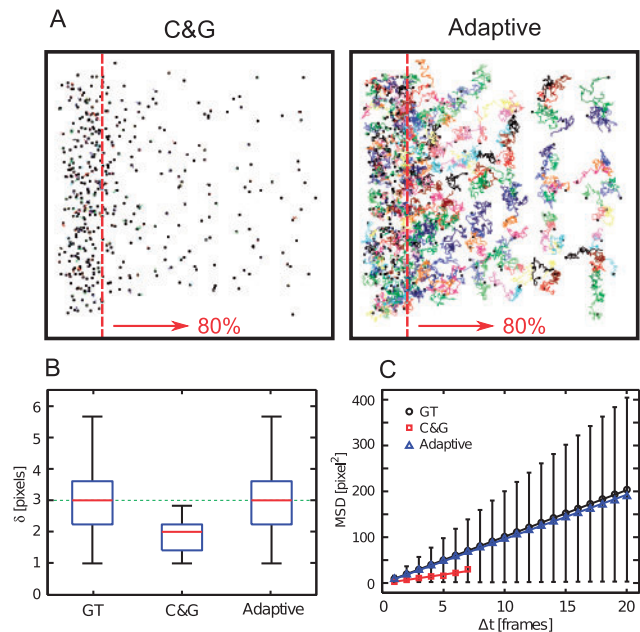 A
C&G
Adaptive
80%
80%
B
δ [pixels]
6
5
4
3
2
1
0
GT
C&G
Adaptive
C
MSD [pixel²]
400
300
200
100
0
GT
C&G
Adaptive
0
5
10
15
20
Δt [frames]